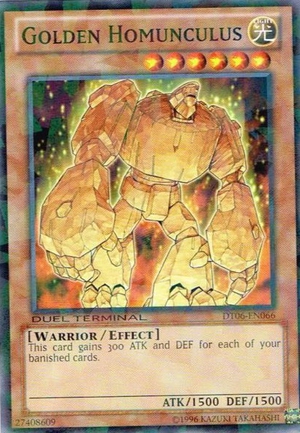 GOLDEN HOMUNCULUS
LIGHT
光
DUEL TERMINAL DT06-EN066
[WARRIOR/EFFECT]
This card gains 300 ATK and DEF for each of your
banished cards.
ATK/1500 DEF/1500
27408609 ©1996 KAZUKI TAKAHASHI